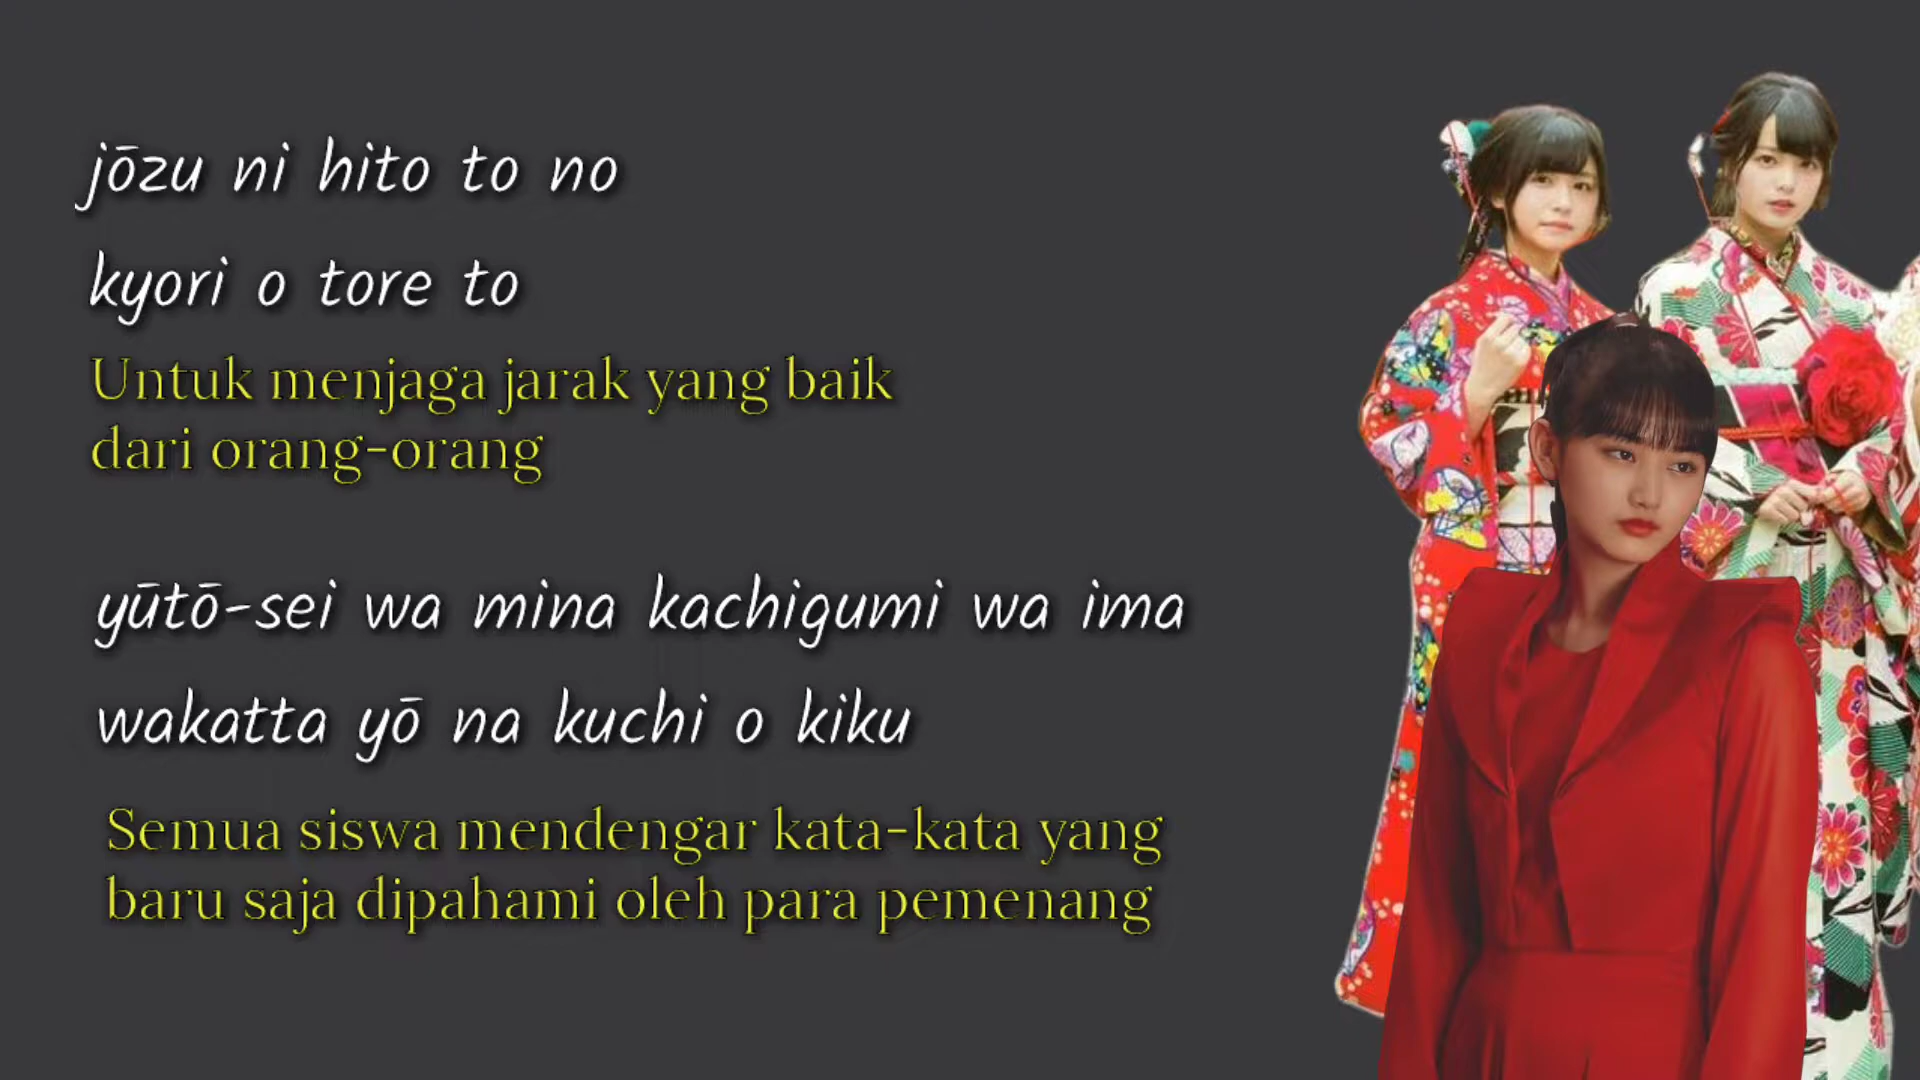 jōzu ni hito to no
kyori o tore to
Untuk menjaga jarak yang baik
dari orang-orang
yūtō-sei wa mina kachigumi wa ima
wakatta yō na kuchi o kiku
Semua siswa mendengar kata-kata yang
baru saja dipahami oleh para pemenang